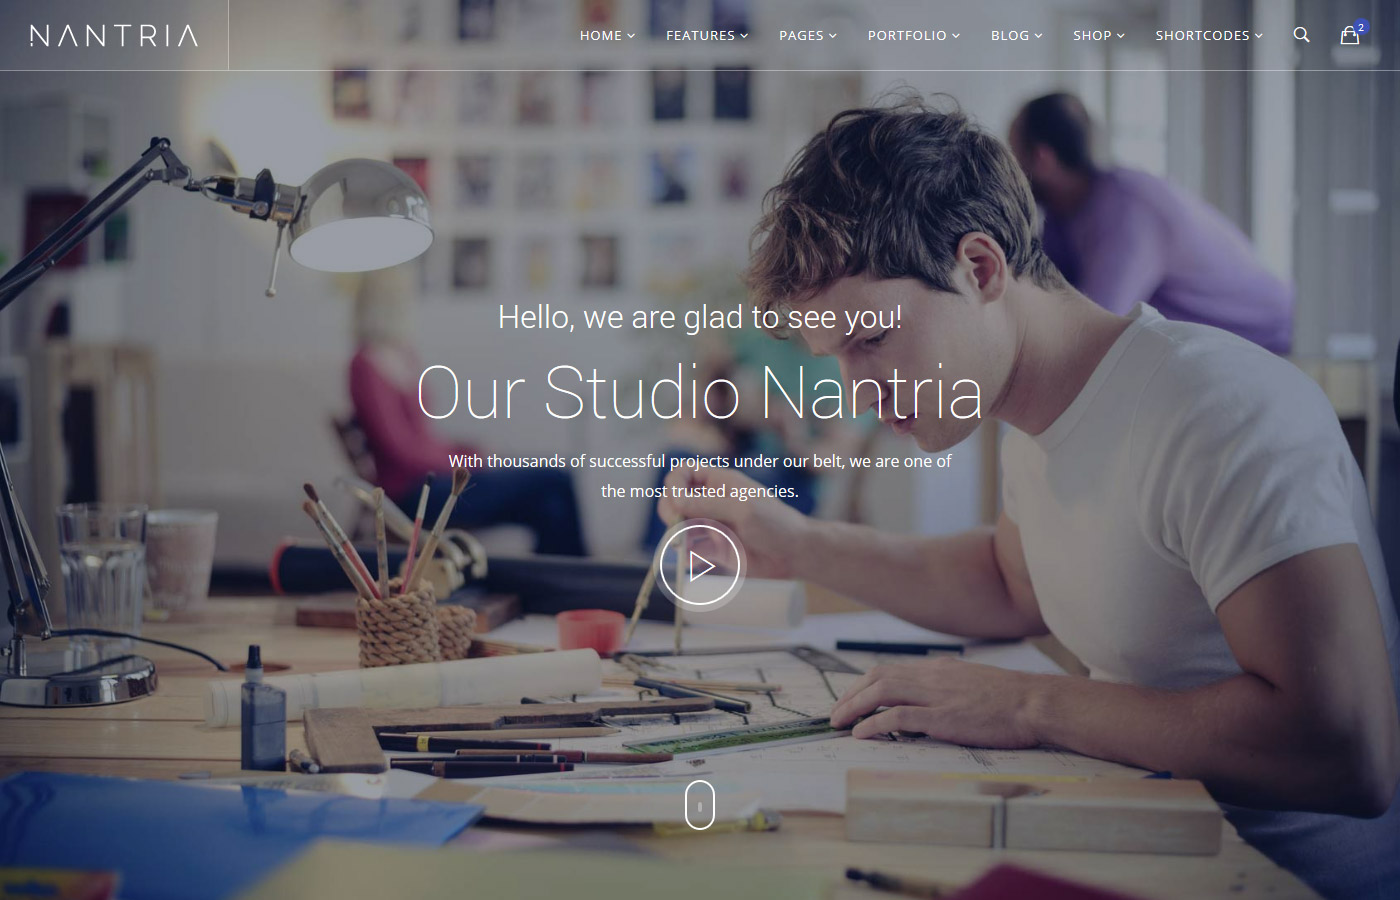 NANTRIA
HOME FEATURES PAGES PORTFOLIO BLOG SHOP SHORTCODES 2
Hello, we are glad to see you!
Our Studio Nantria
With thousands of successful projects under our belt, we are one of
the most trusted agencies.